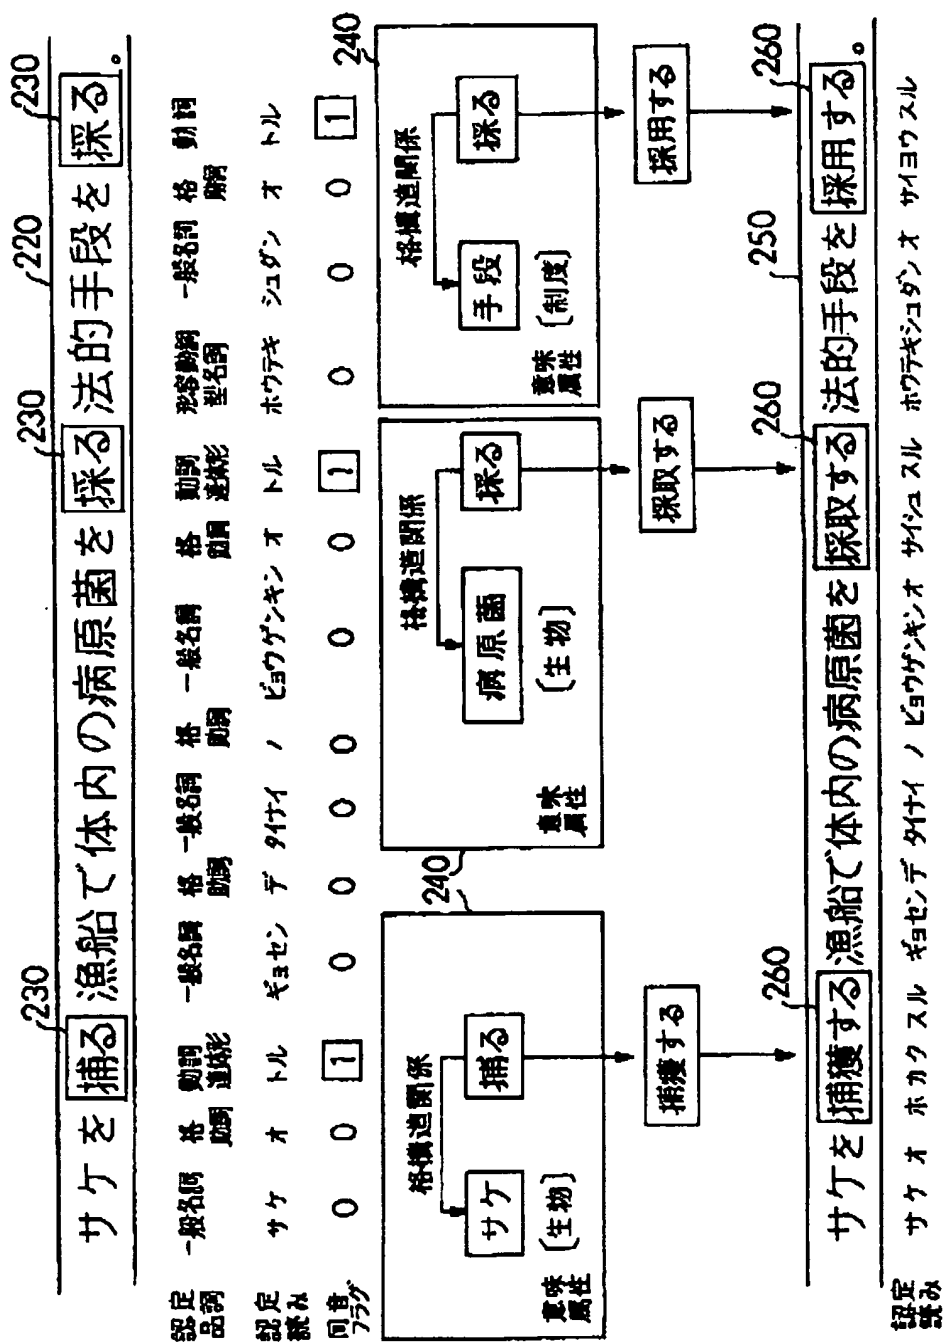 230 220 230 230
サケを捕る漁船で体内の病原菌を採る法的手段を採る。
認定品詞 一般名詞 格助詞 動詞連体形 一般名詞 格助詞 一般名詞 格助詞 一般名詞 格助詞 動詞連体形 形容動詞型名詞 一般名詞 格助詞 動詞
認定読み サケ オ トル ギョセン デ タイナイ ノ ビョウゲンキン オ トル ホウテキ シュダン オ トル
同音フラグ 0 0 1 0 0 0 0 0 0 1 0 0 0 1
240 240 240
格構造関係 格構造関係 格構造関係
サケ 捕る 病原菌 採る 手段 採る
意味属性 〔生物〕 意味属性 〔生物〕 意味属性 〔制度〕
捕獲する 採取する 採用する
260 260 250 260
サケを捕獲する漁船で体内の病原菌を採取する法的手段を採用する。
認定読み サケ オ ホカク スル ギョセン デ タイナイ ノ ビョウゲンキン オ サイシュ スル ホウテキシュダン オ サイヨウ スル